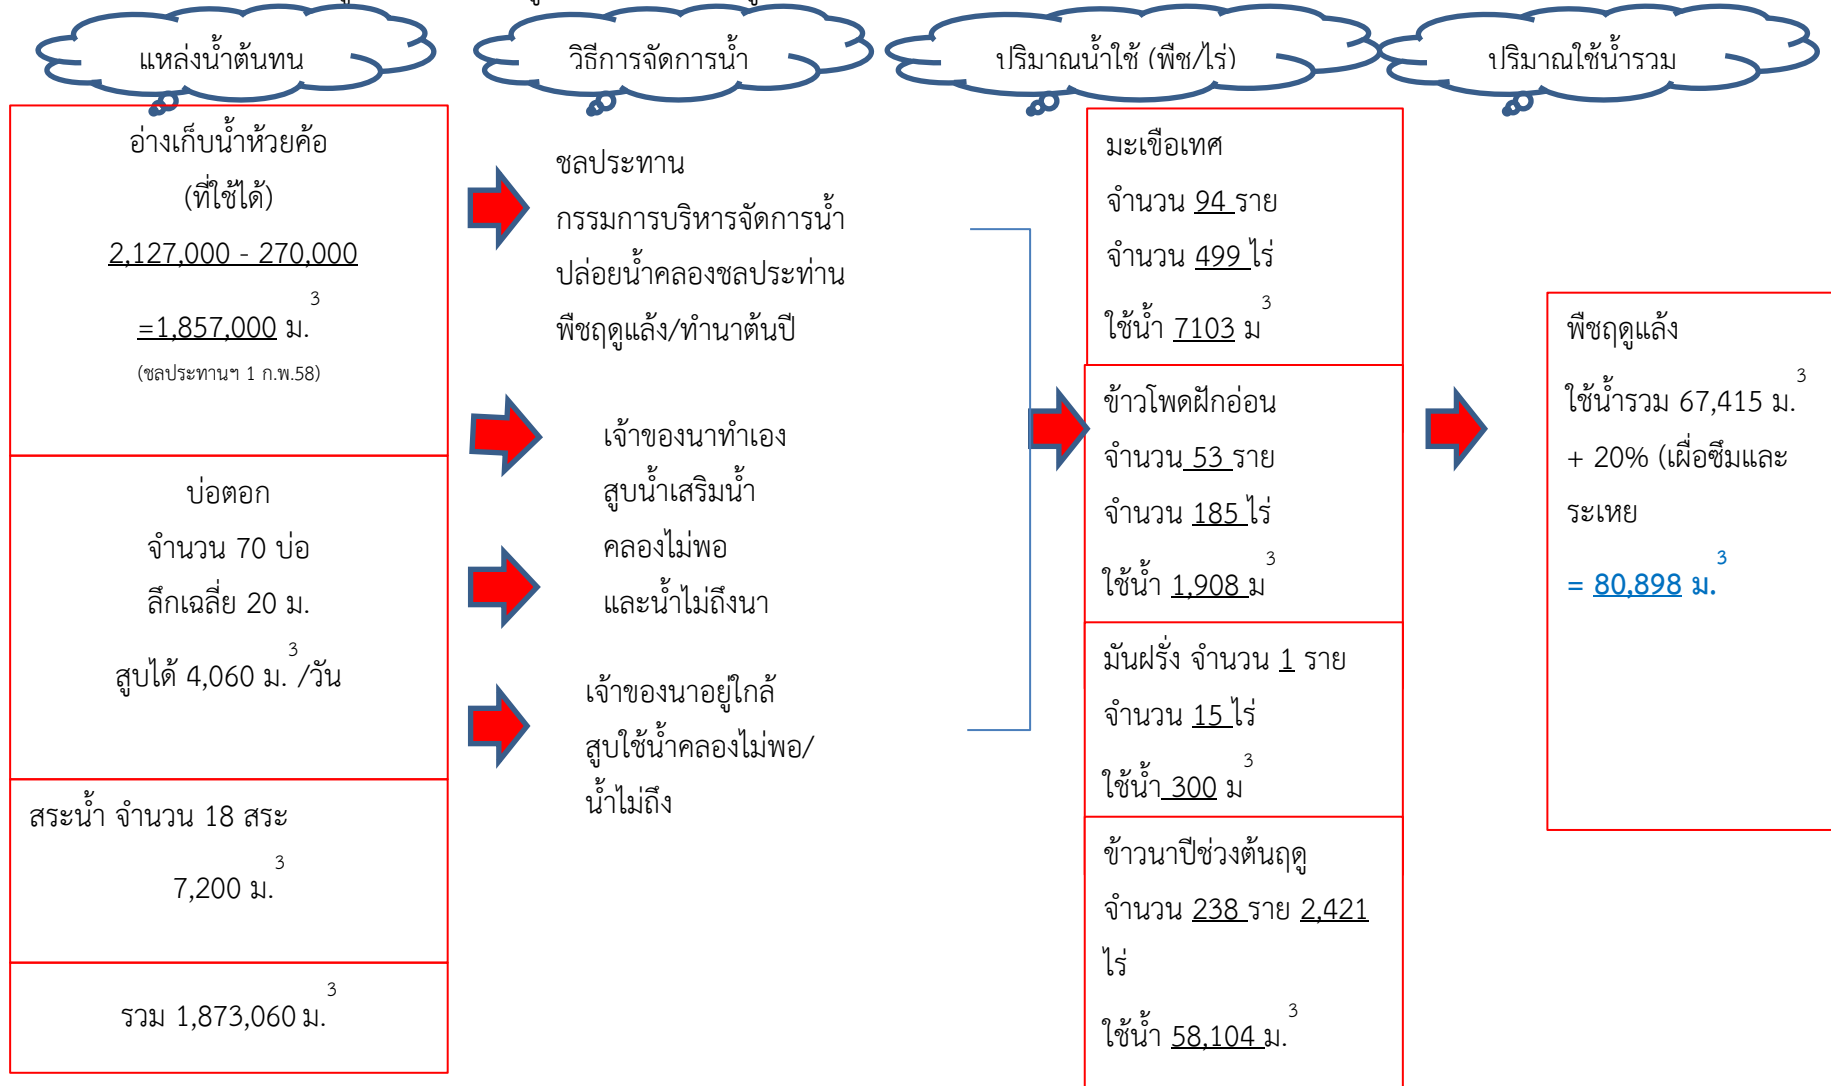 แหล่งน้ำต้นทน
วิธีการจัดการน้ำ
ปริมาณน้ำใช้ (พืช/ไร่)
ปริมาณใช้น้ำรวม
อ่างเก็บน้ำห้วยค้อ
(ที่ใช้ได้)
2,127,000 - 270,000
=1,857,000 ม.³
(ชลประทานฯ 1 ก.พ.58)
บ่อตอก
จำนวน 70 บ่อ
ลึกเฉลี่ย 20 ม.
สูบได้ 4,060 ม.³/วัน
สระน้ำ จำนวน 18 สระ
7,200 ม.³
รวม 1,873,060 ม.³
ชลประทาน
กรรมการบริหารจัดการน้ำ
ปล่อยน้ำคลองชลประท่าน
พืชฤดูแล้ง/ทำนาต้นปี
เจ้าของนาทำเอง
สูบน้ำเสริมน้ำ
คลองไม่พอ
และน้ำไม่ถึงนา
เจ้าของนาอยู่ใกล้
สูบใช้น้ำคลองไม่พอ/
น้ำไม่ถึง
มะเขือเทศ
จำนวน 94 ราย
จำนวน 499 ไร่
ใช้น้ำ 7103 ม³
ข้าวโพดฝักอ่อน
จำนวน 53 ราย
จำนวน 185 ไร่
ใช้น้ำ 1,908 ม³
มันฝรั่ง จำนวน 1 ราย
จำนวน 15 ไร่
ใช้น้ำ 300 ม³
ข้าวนาปีช่วงต้นฤดู
จำนวน 238 ราย 2,421
ไร่
ใช้น้ำ 58,104 ม.³
พืชฤดูแล้ง
ใช้น้ำรวม 67,415 ม.³
+ 20% (เผื่อซึมและ
ระเหย
= 80,898 ม.³